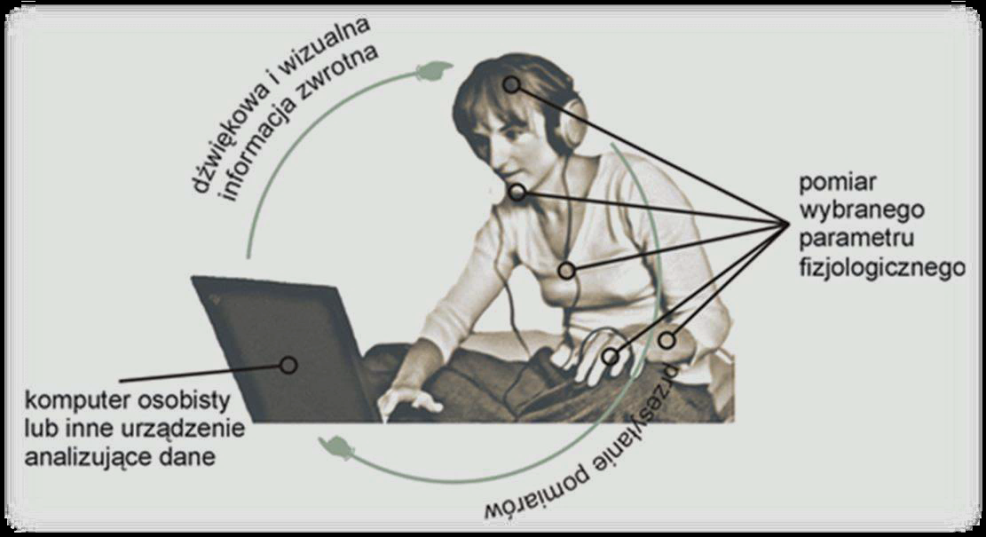 dźwiękowa i wizualna
informacja zwrotna
pomiar
wybranego
parametru
fizjologicznego
komputer osobisty
lub inne urządzenie
analizujące dane
przesyłanie pomiarów